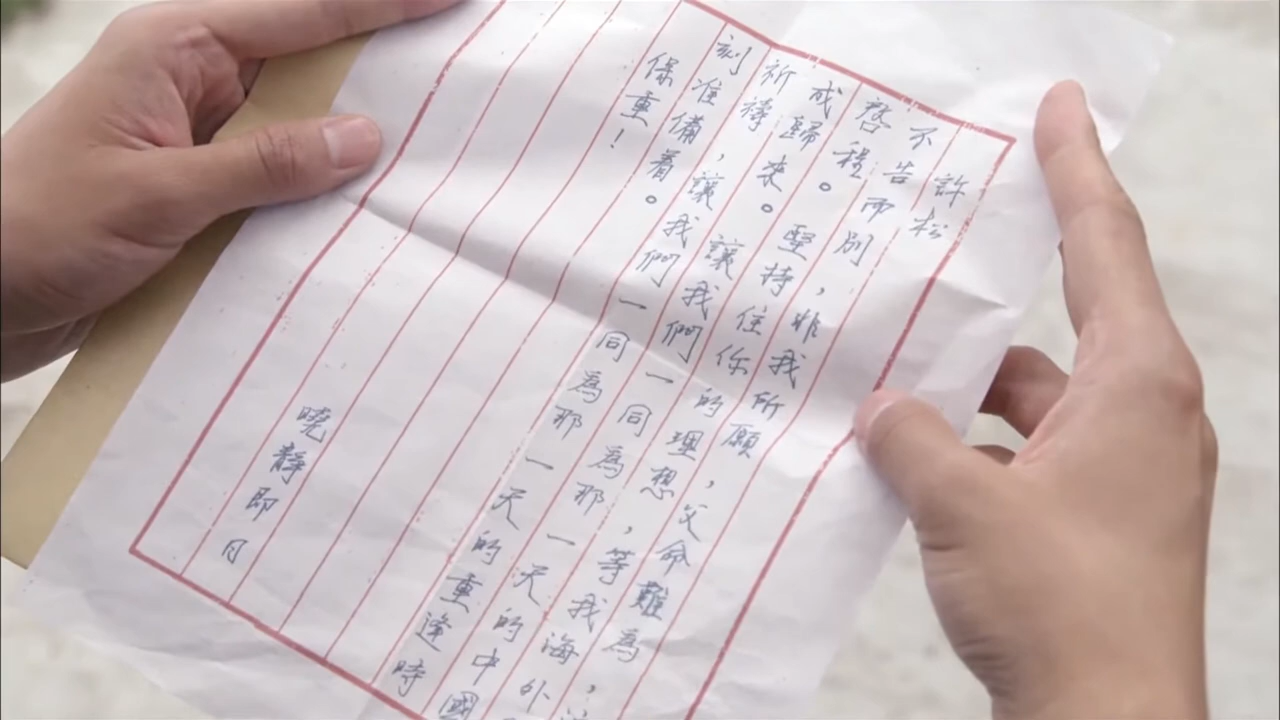 許松
不告而別，非我所願，父命難為，
啓程。堅持住你的理想，等我海外
成歸來。讓我們一同為那一天的中國
祈禱，讓我們一同為那一天的重逢時
刻准備着。
保重！
曉靜即日